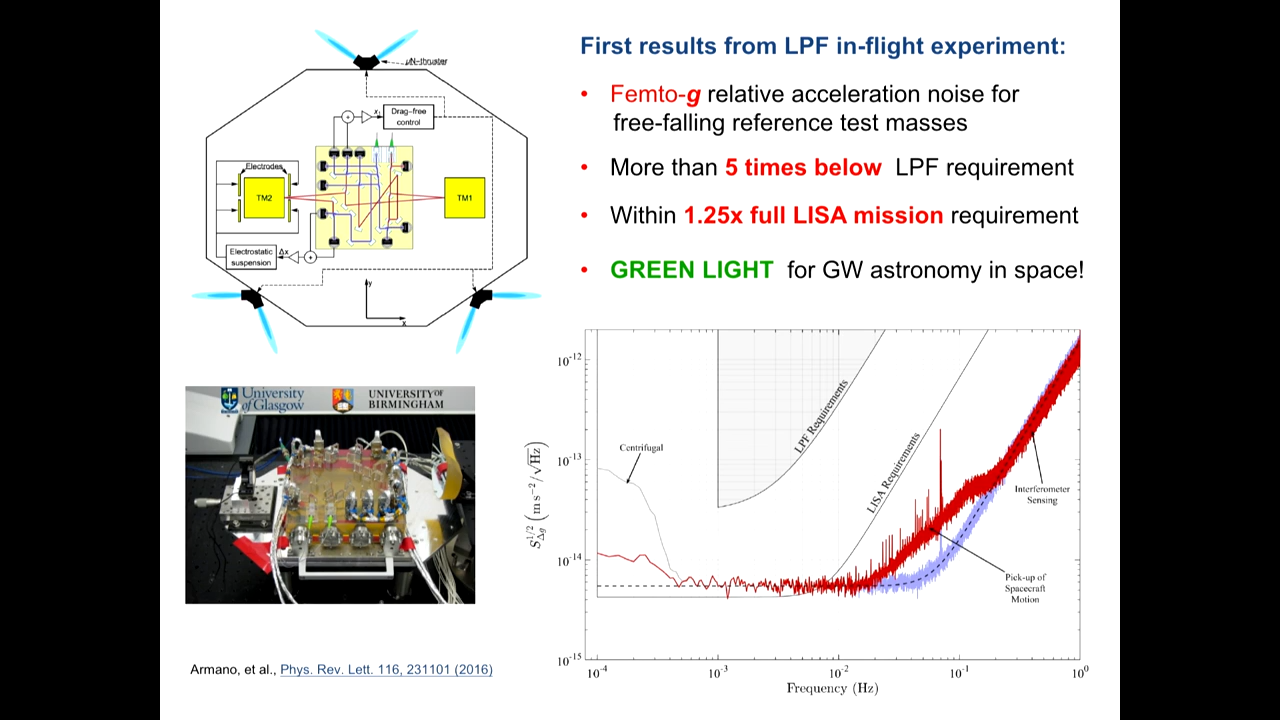 First results from LPF in-flight experiment:
• Femto-g relative acceleration noise for
free-falling reference test masses
• More than 5 times below LPF requirement
• Within 1.25x full LISA mission requirement
• GREEN LIGHT for GW astronomy in space!
μN-thruster
x₁
Drag-free
control
Electrodes
TM2
TM1
Electrostatic
suspension
Δx
y
x
University
of Glasgow
UNIVERSITY OF
BIRMINGHAM
Armano, et al., Phys. Rev. Lett. 116, 231101 (2016)
10⁻¹²
10⁻¹³
10⁻¹⁴
10⁻¹⁵
S_Δg^1/2 (m s⁻²/√Hz)
Centrifugal
LPF Requirements
LISA Requirements
Interferometer
Sensing
Pick-up of
Spacecraft
Motion
10⁻⁴ 10⁻³ 10⁻² 10⁻¹ 10⁰
Frequency (Hz)